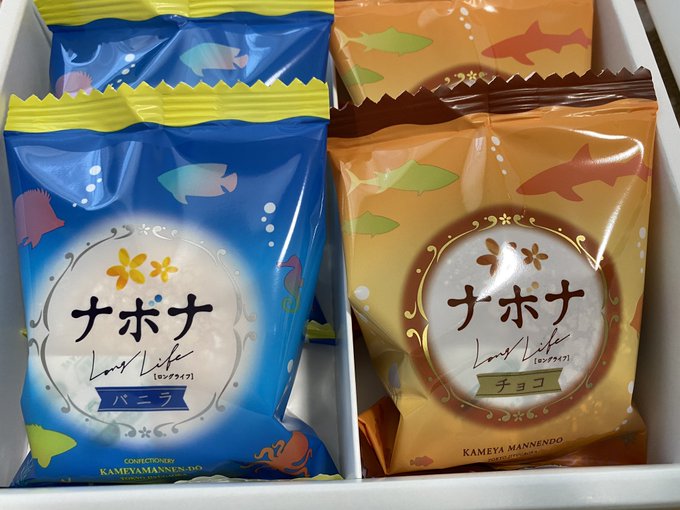 ナボナ
Long Life
[ロングライフ]
バニラ
CONFECTIONERY
KAMEYAMANNEN-DO
ナボナ
Long Life
[ロングライフ]
チョコ
KAMEYA MANNENDO